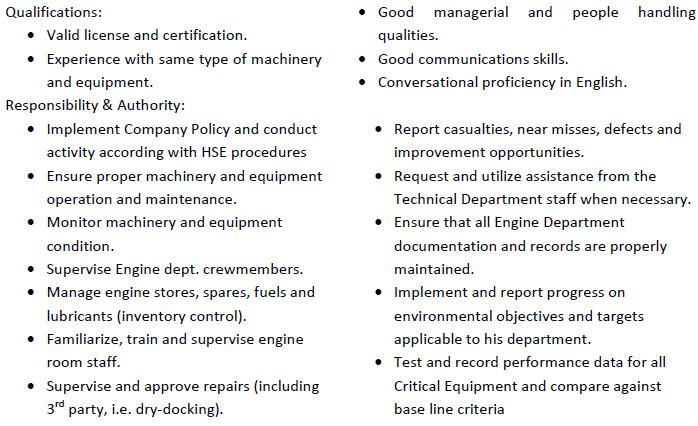 Qualifications:
• Valid license and certification.
• Experience with same type of machinery
and equipment.
• Good managerial and people handling
qualities.
• Good communications skills.
• Conversational proficiency in English.
Responsibility & Authority:
• Implement Company Policy and conduct
activity according with HSE procedures
• Ensure proper machinery and equipment
operation and maintenance.
• Monitor machinery and equipment
condition.
• Supervise Engine dept. crewmembers.
• Manage engine stores, spares, fuels and
lubricants (inventory control).
• Familiarize, train and supervise engine
room staff.
• Supervise and approve repairs (including
3rd party, i.e. dry-docking).
• Report casualties, near misses, defects and
improvement opportunities.
• Request and utilize assistance from the
Technical Department staff when necessary.
• Ensure that all Engine Department
documentation and records are properly
maintained.
• Implement and report progress on
environmental objectives and targets
applicable to his department.
• Test and record performance data for all
Critical Equipment and compare against
base line criteria